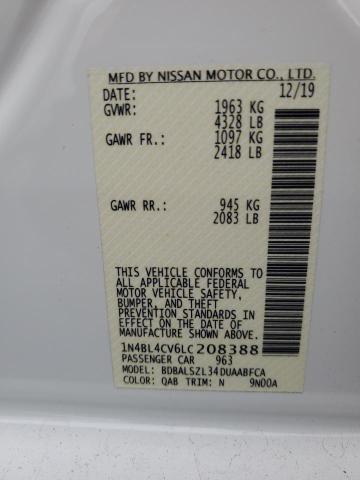 MFD BY NISSAN MOTOR CO., LTD.
DATE: 12/19
GVWR: 1963 KG
4328 LB
GAWR FR.: 1097 KG
2418 LB
GAWR RR.: 945 KG
2083 LB
THIS VEHICLE CONFORMS TO
ALL APPLICABLE FEDERAL
MOTOR VEHICLE SAFETY,
BUMPER, AND THEFT
PREVENTION STANDARDS IN
EFFECT ON THE DATE OF
MANUFACTURE SHOWN ABOVE.
1N4BL4CV6LC208388
PASSENGER CAR 963
MODEL: BDBALSZL34DUAABFCA
COLOR: QAB TRIM: N 9N00A